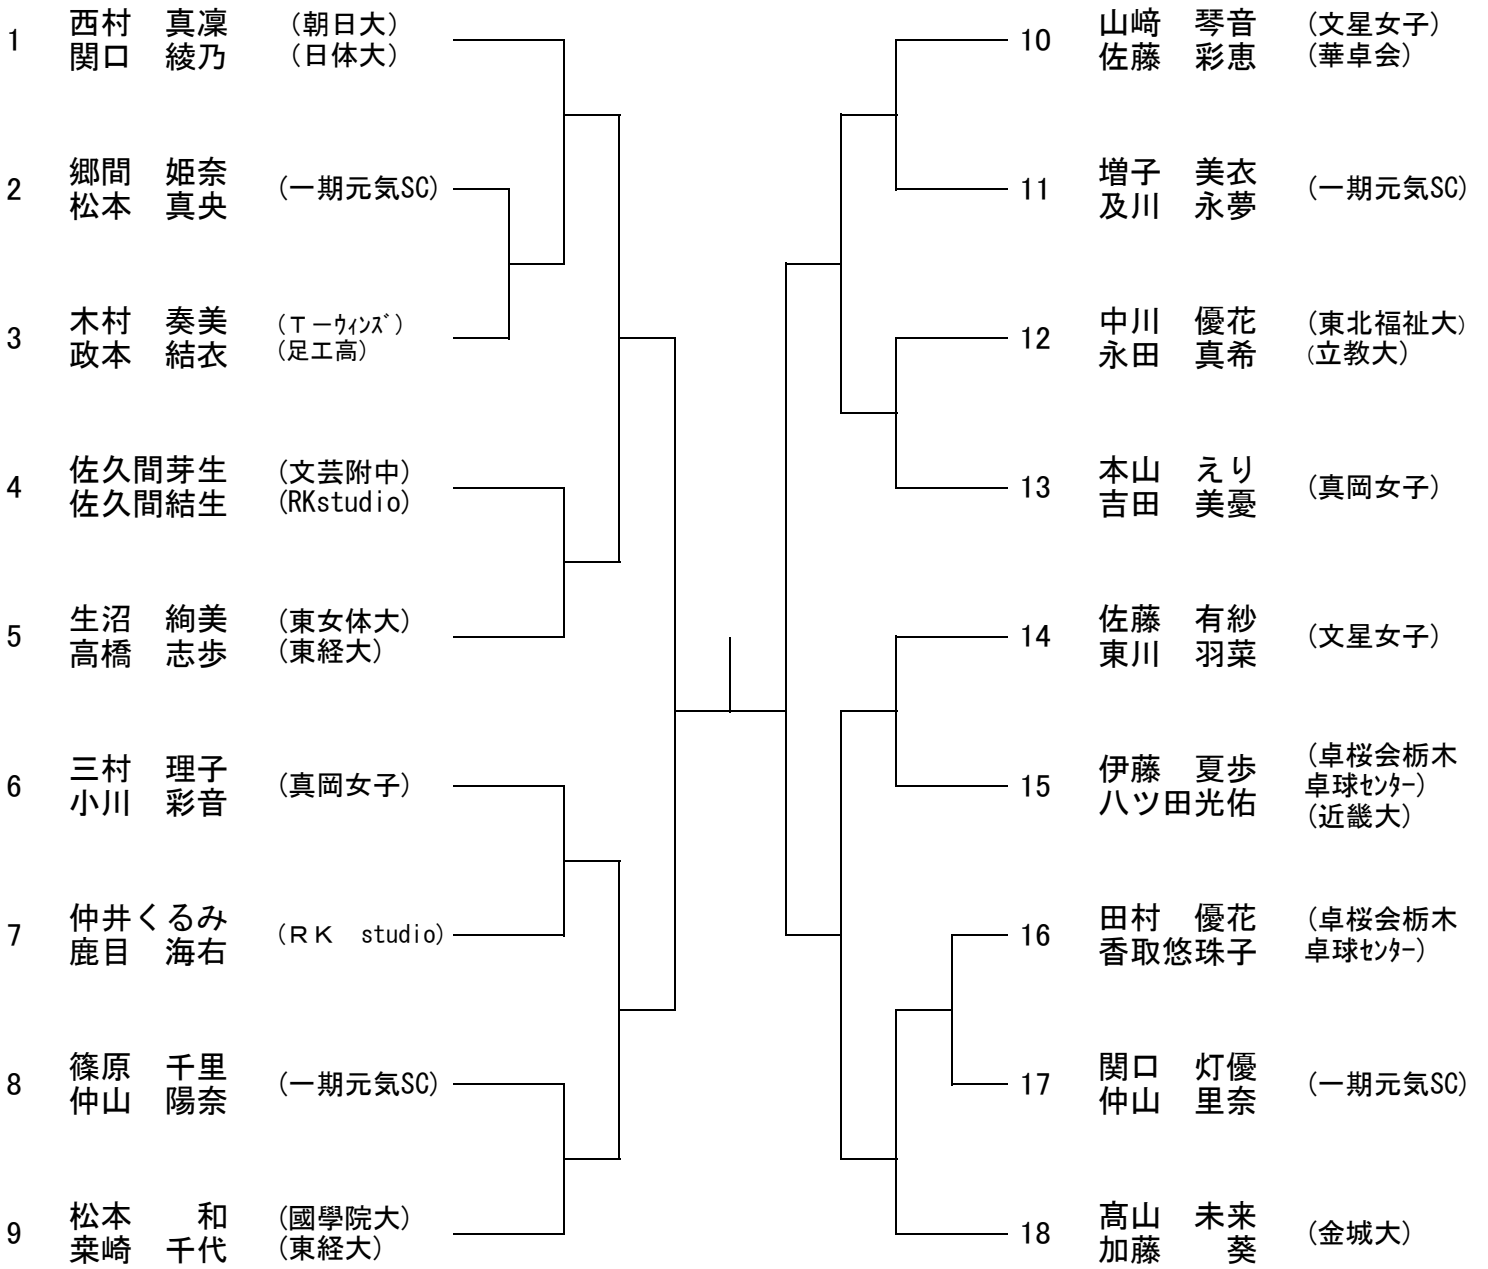 1 西村　真凜 (朝日大)
関口　綾乃 (日体大)
2 郷間　姫奈 (一期元気SC)
松本　真央
3 木村　奏美 (Ｔ－ｳｨﾝｽﾞ)
政本　結衣 (足工高)
4 佐久間芽生 (文芸附中)
佐久間結生 (RKstudio)
5 生沼　絢美 (東女体大)
高橋　志歩 (東経大)
6 三村　理子 (真岡女子)
小川　彩音
7 仲井くるみ (ＲＫ　studio)
鹿目　海右
8 篠原　千里 (一期元気SC)
仲山　陽奈
9 松本　　和 (國學院大)
桒崎　千代 (東経大)
10 山﨑　琴音 (文星女子)
佐藤　彩恵 (華卓会)
11 増子　美衣 (一期元気SC)
及川　永夢
12 中川　優花 (東北福祉大)
永田　真希 (立教大)
13 本山　えり (真岡女子)
吉田　美憂
14 佐藤　有紗 (文星女子)
東川　羽菜
15 伊藤　夏歩 (卓桜会栃木
卓球ｾﾝﾀｰ)
八ツ田光佑 (近畿大)
16 田村　優花 (卓桜会栃木
香取悠珠子 卓球ｾﾝﾀｰ)
17 関口　灯優 (一期元気SC)
仲山　里奈
18 髙山　未来 (金城大)
加藤　　葵